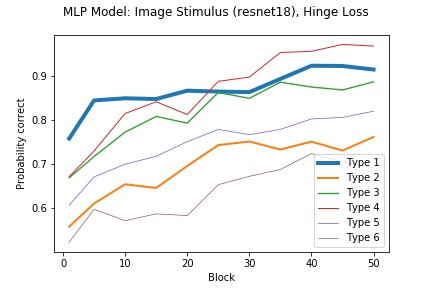 MLP Model: Image Stimulus (resnet18), Hinge Loss
Probability correct
0.9
0.8
0.7
0.6
0
10
20
30
40
50
Block
Type 1
Type 2
Type 3
Type 4
Type 5
Type 6